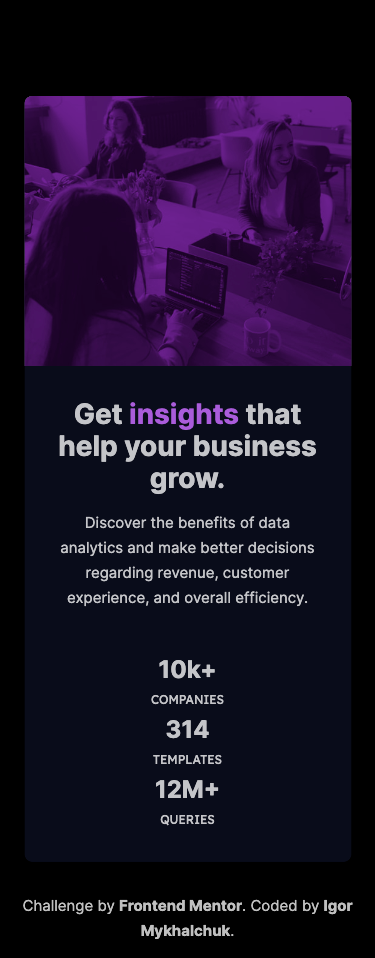 Get insights that
help your business
grow.
Discover the benefits of data
analytics and make better decisions
regarding revenue, customer
experience, and overall efficiency.
10k+
COMPANIES
314
TEMPLATES
12M+
QUERIES
Challenge by Frontend Mentor. Coded by Igor
Mykhalchuk.